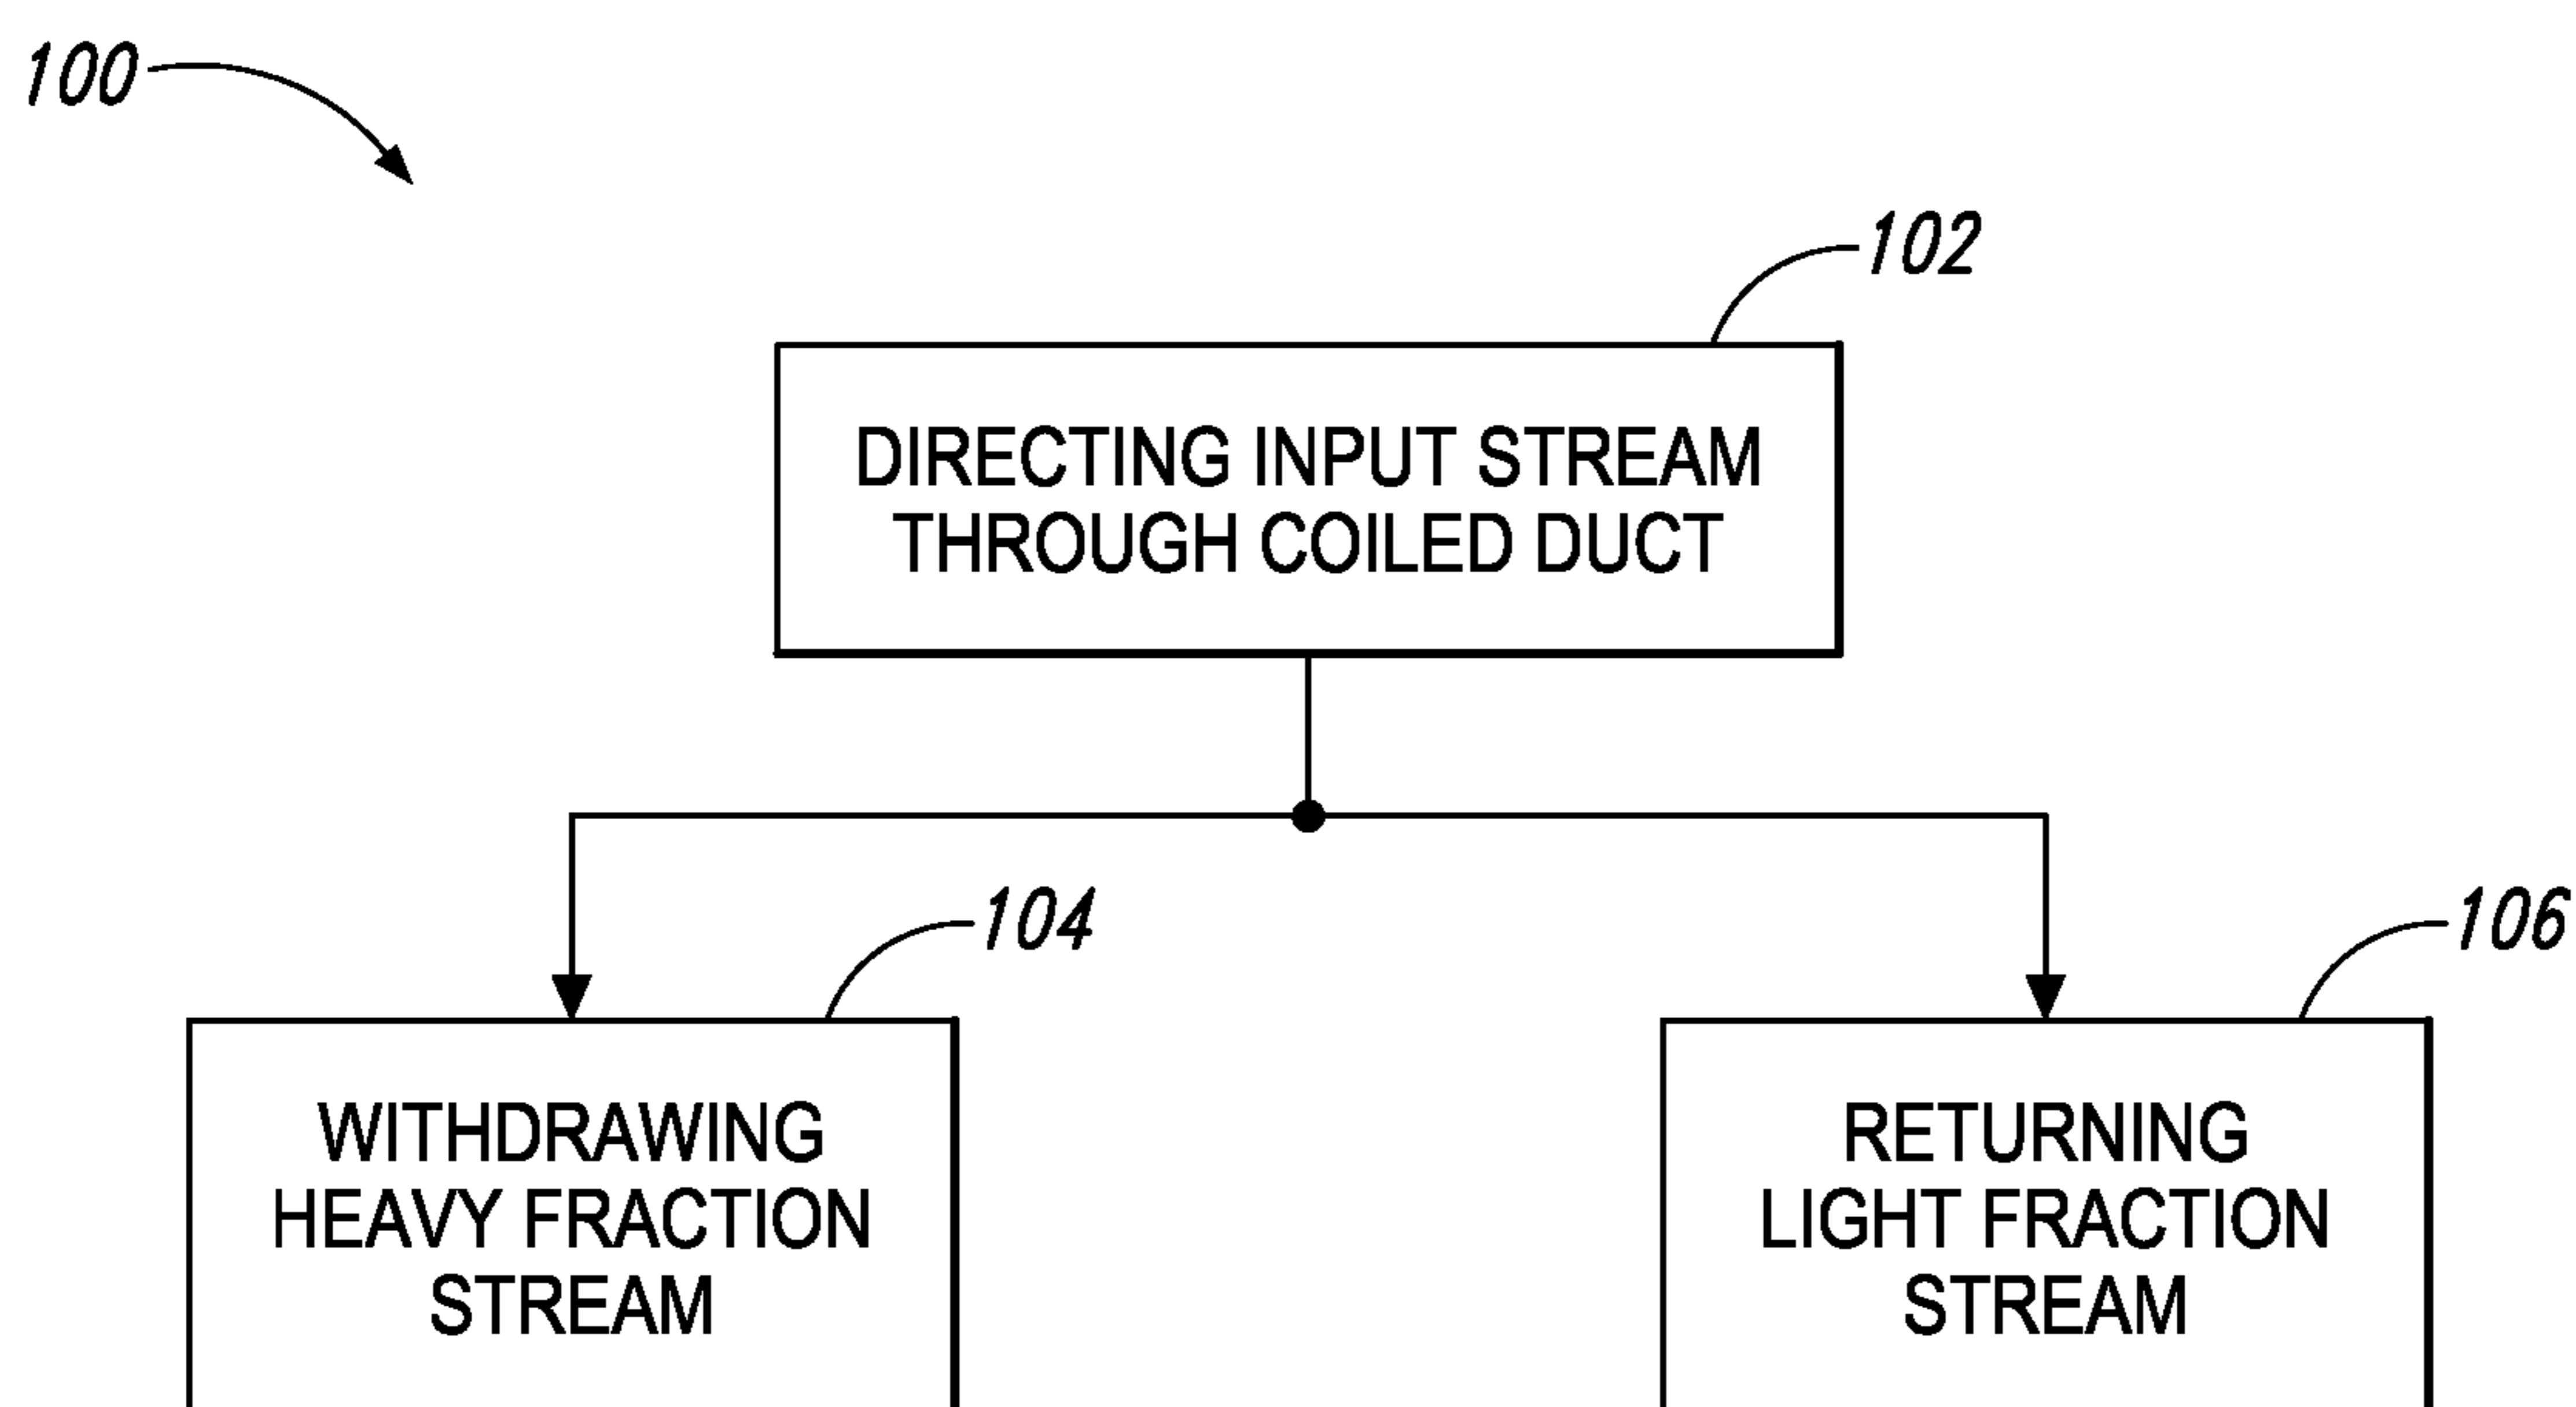 100
102
DIRECTING INPUT STREAM
THROUGH COILED DUCT
104
106
WITHDRAWING
HEAVY FRACTION
STREAM
RETURNING
LIGHT FRACTION
STREAM